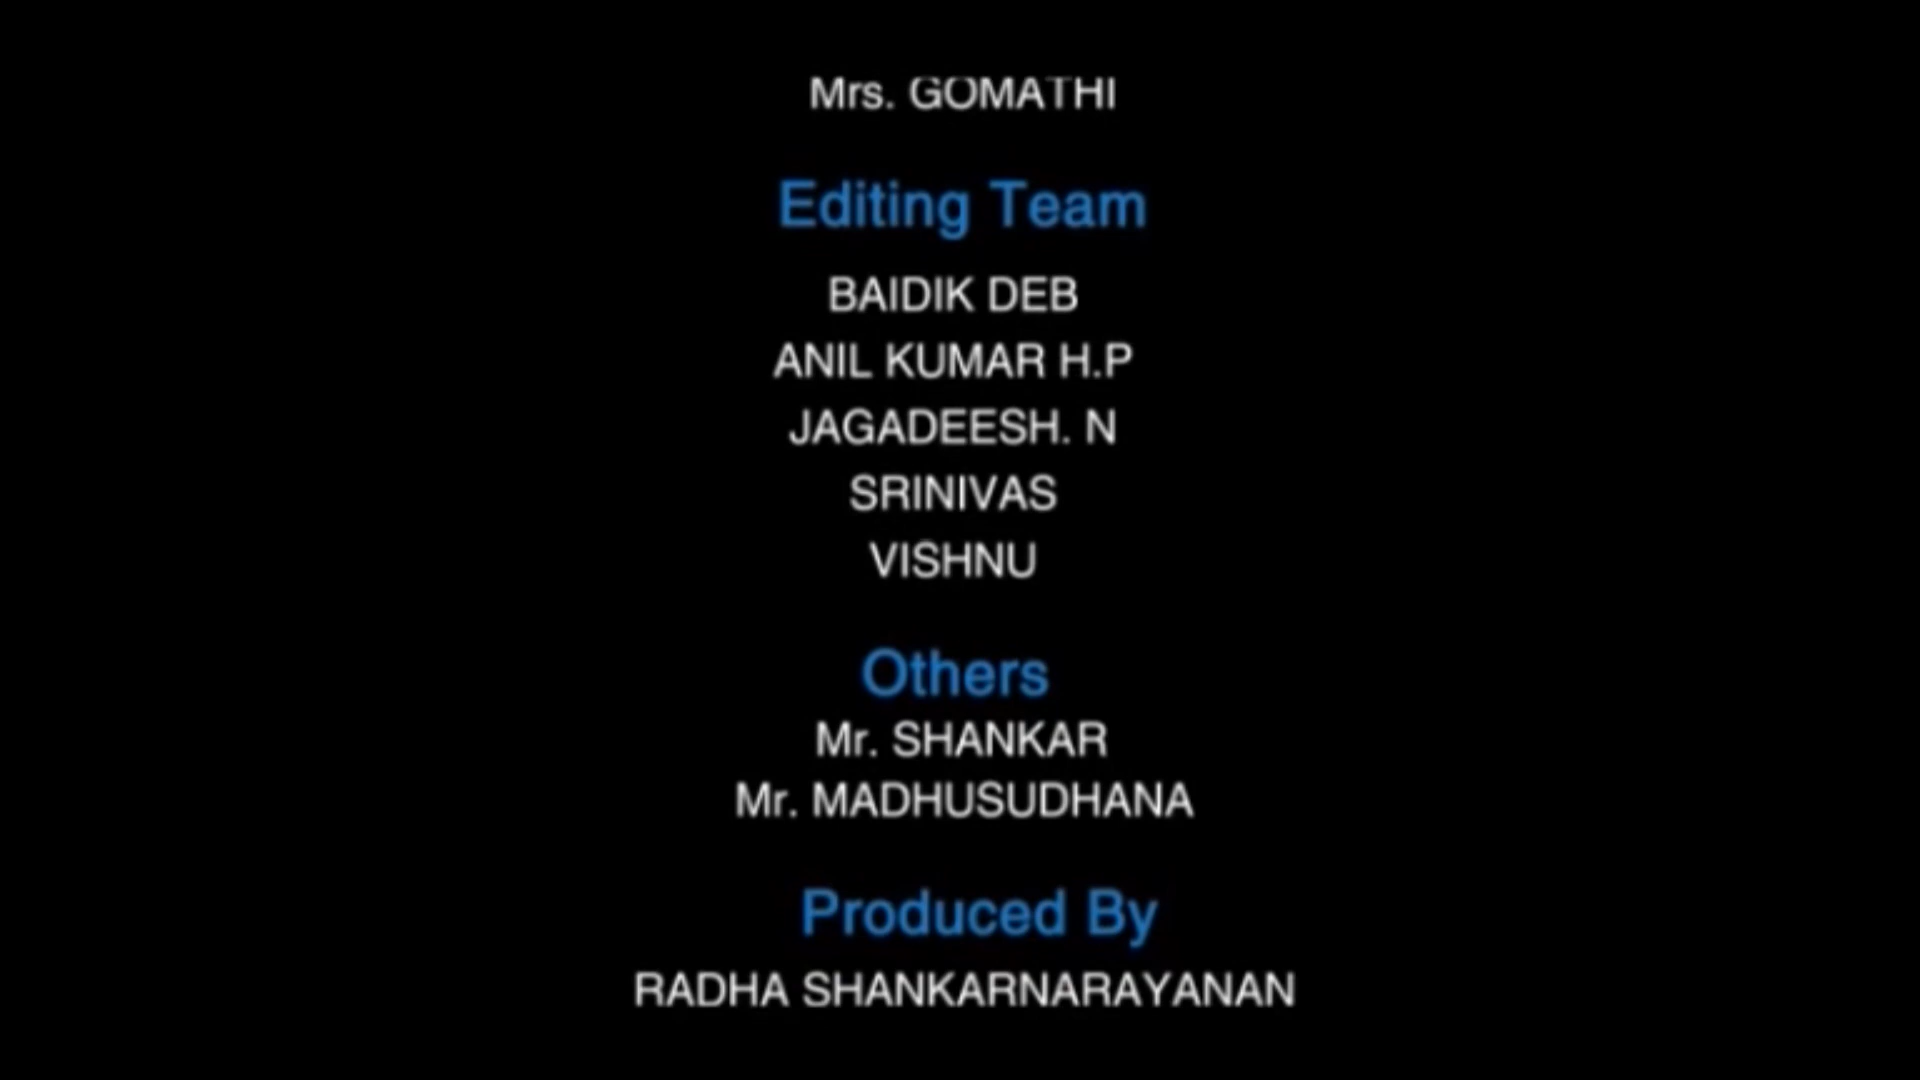 Mrs. GOMATHI
Editing Team
BAIDIK DEB
ANIL KUMAR H.P
JAGADEESH. N
SRINIVAS
VISHNU
Others
Mr. SHANKAR
Mr. MADHUSUDHANA
Produced By
RADHA SHANKARNARAYANAN